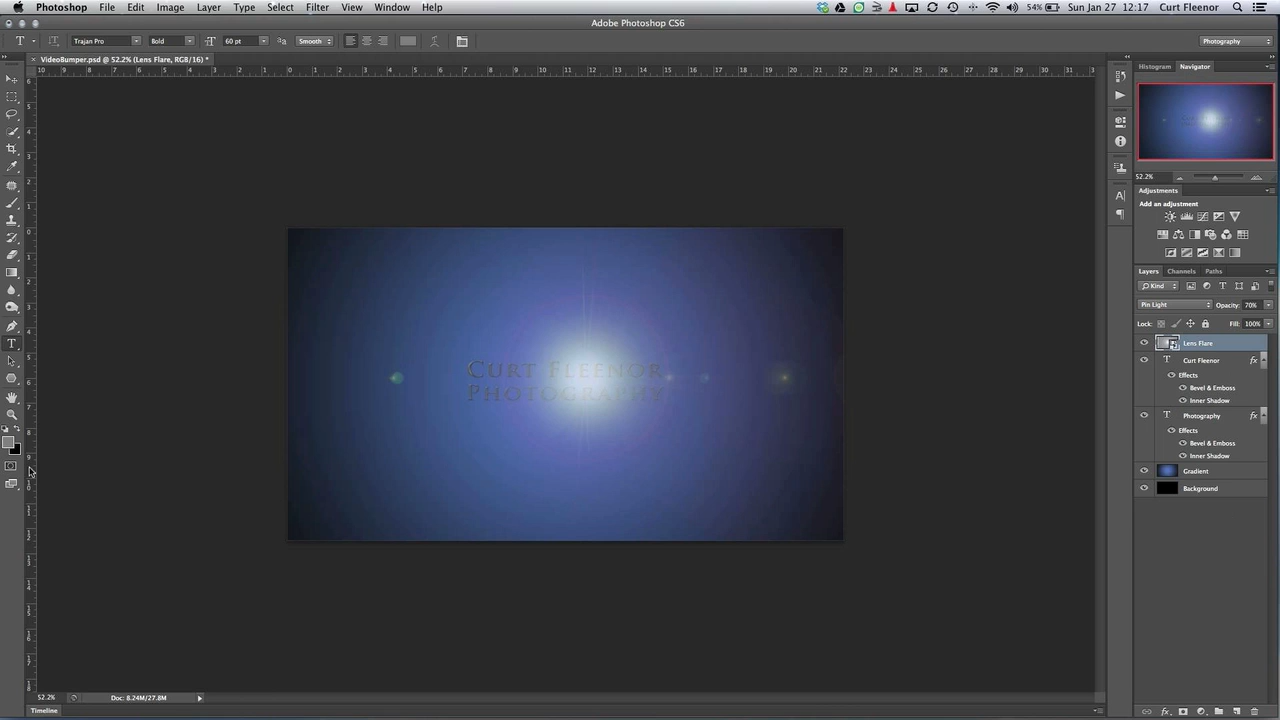 Photoshop File Edit Image Layer Type Select Filter View Window Help 54% Sun Jan 27 12:17 Curt Fleenor
Adobe Photoshop CS6
Trajan Pro Bold 60 pt Smooth Photography
VideoBumper.psd @ 52.2% (Lens Flare, RGB/16) *
Histogram Navigator
52.2%
Adjustments
Add an adjustment
Layers Channels Paths
Kind
Pin Light Opacity: 70%
Lock: Fill: 100%
Lens Flare
Curt Fleenor fx
Effects
Bevel & Emboss
Inner Shadow
Photography fx
Effects
Bevel & Emboss
Inner Shadow
Gradient
Background
CURT FLEENOR
PHOTOGRAPHY
52.2% Doc: 8.24M/27.8M
Timeline